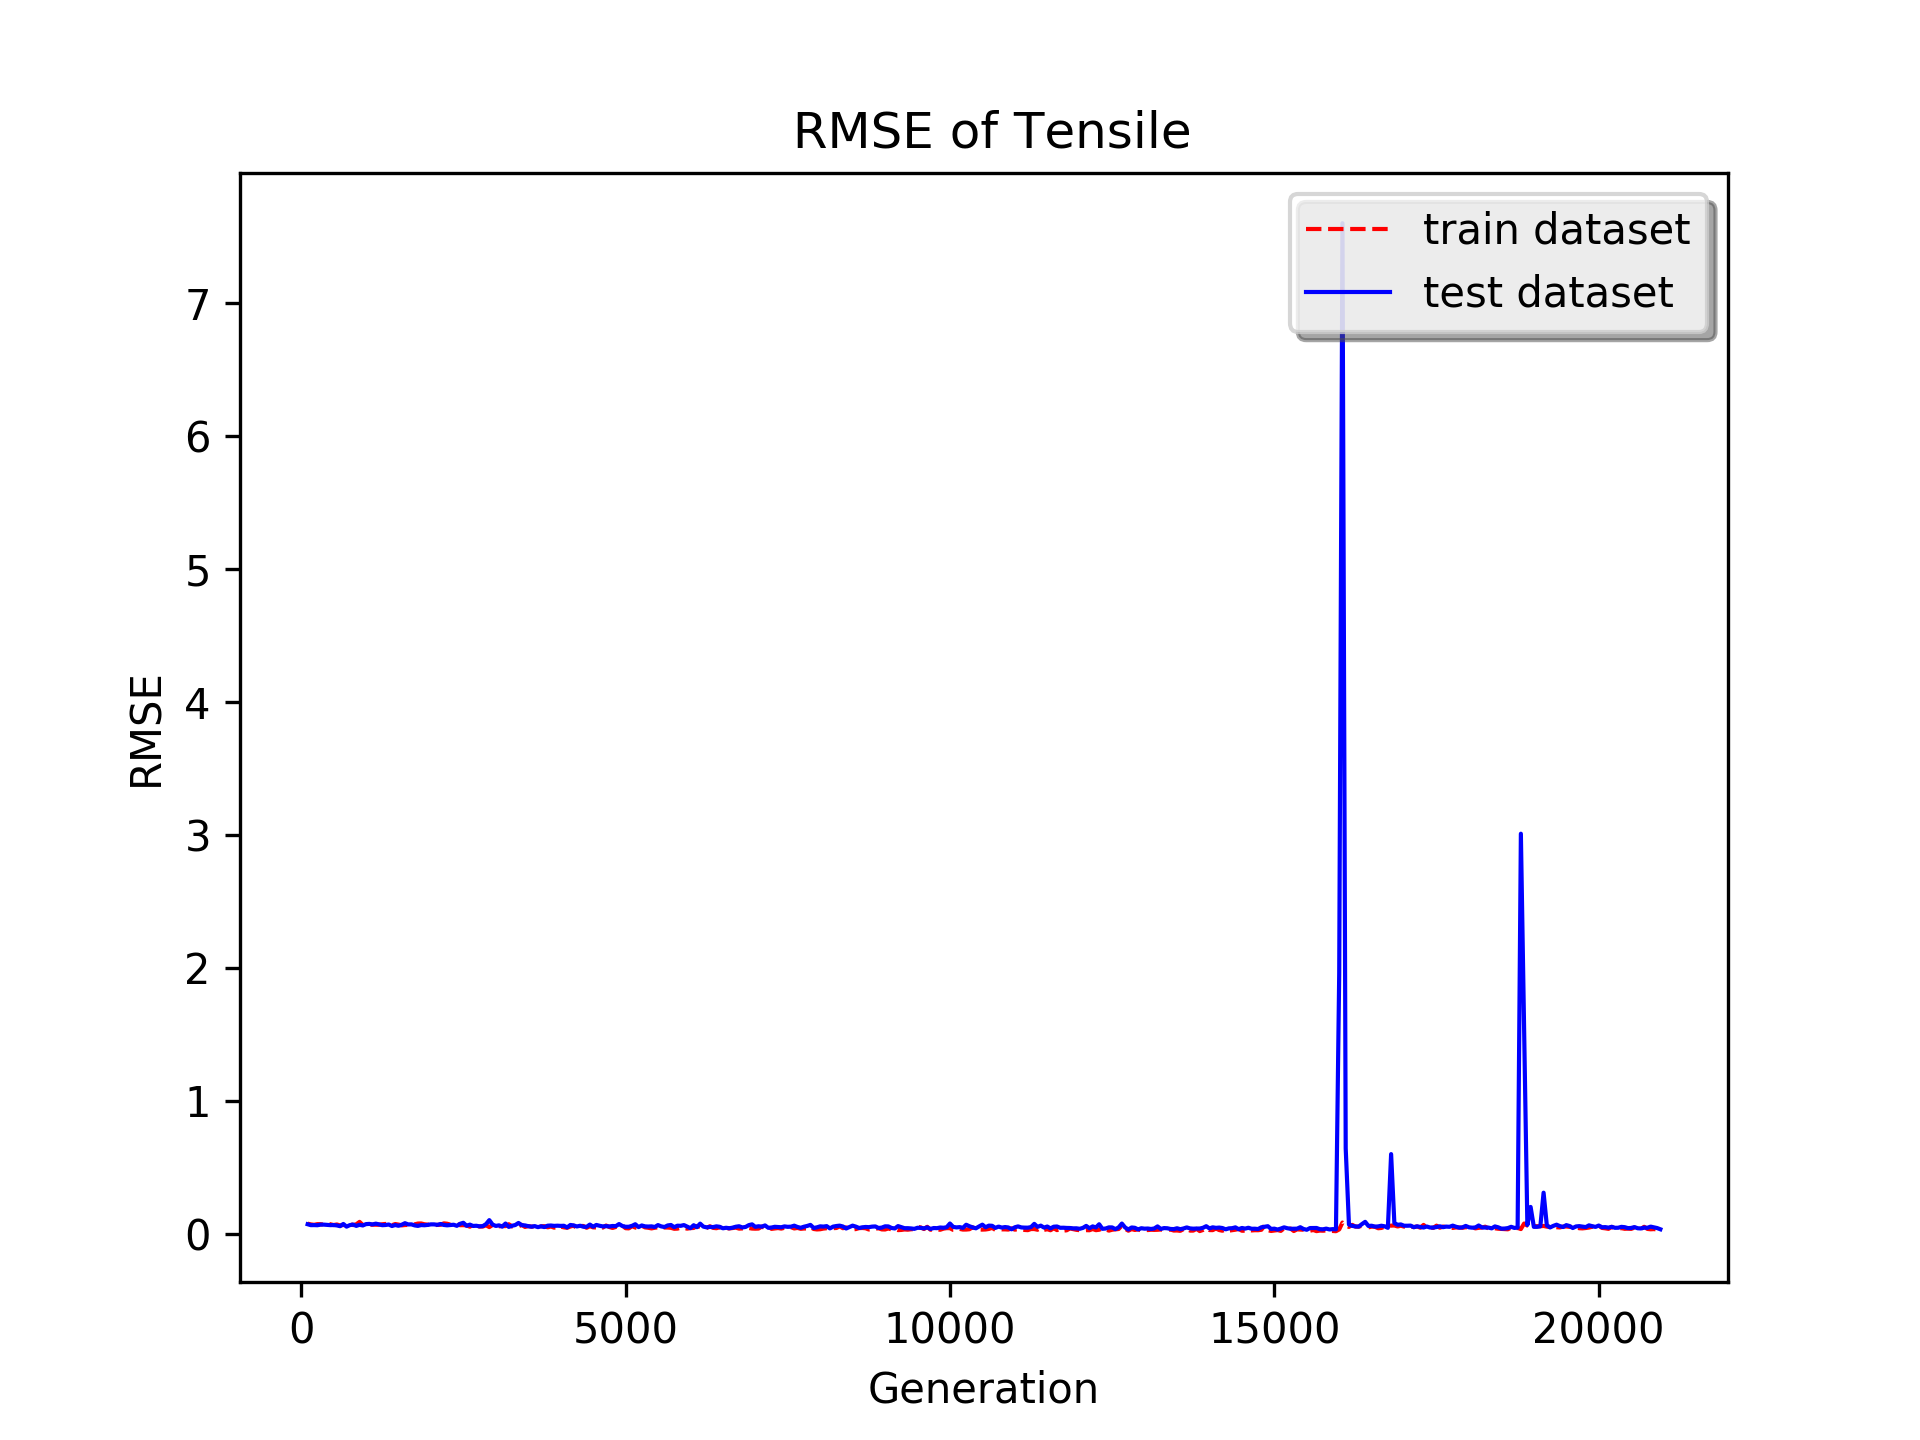 RMSE of Tensile
train dataset
test dataset
7
6
5
4
3
2
1
0
RMSE
0 5000 10000 15000 20000
Generation